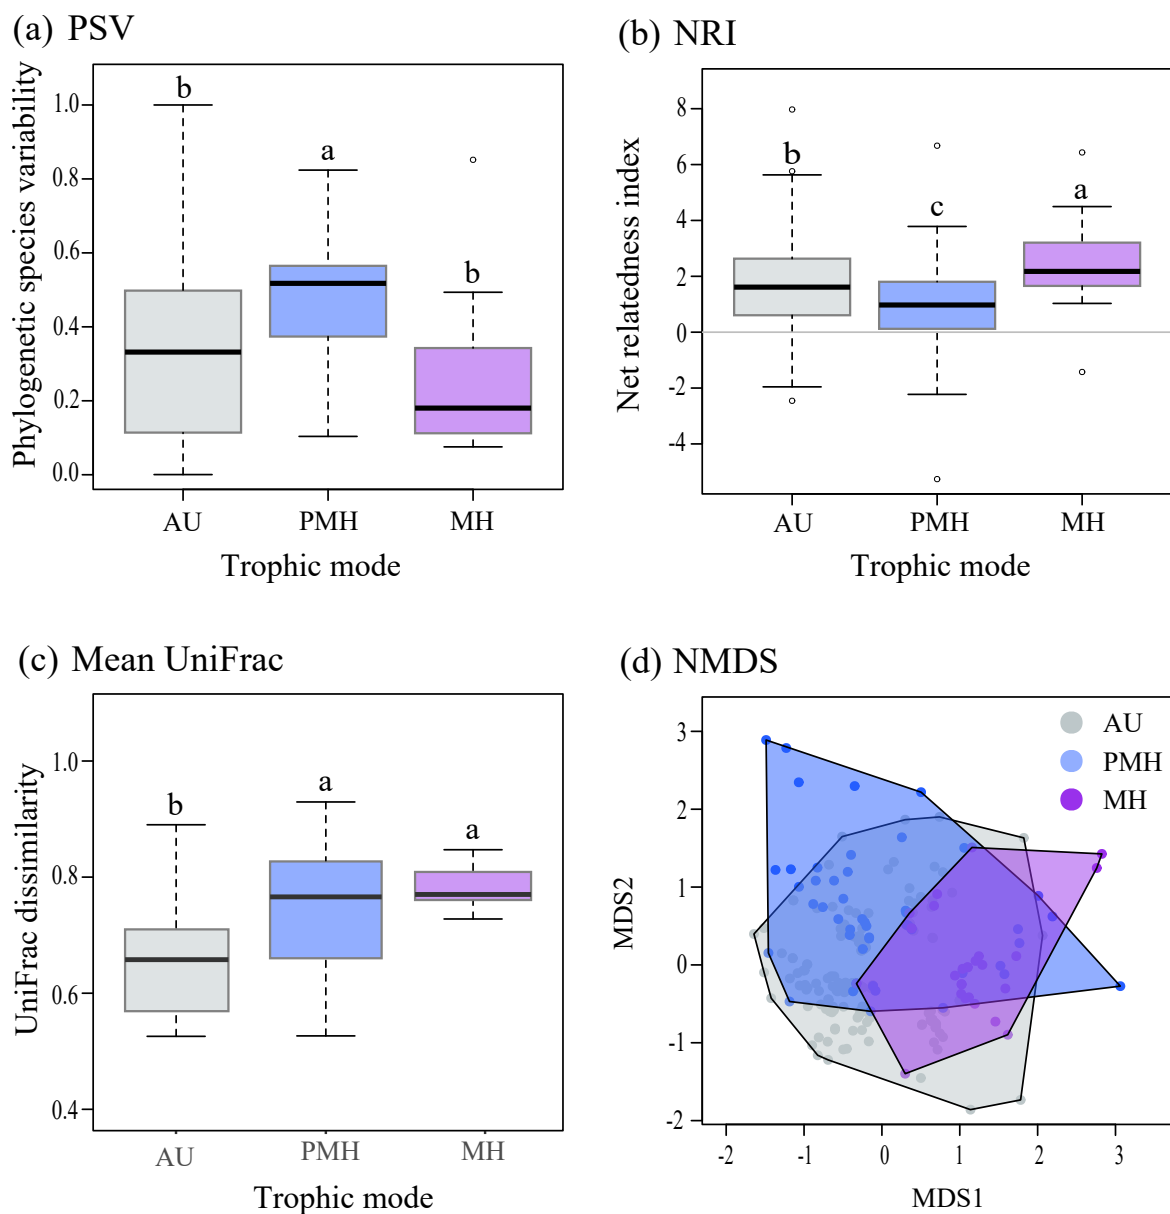 (a) PSV
Phylogenetic species variability
1.0
0.8
0.6
0.4
0.2
0.0
b
a
b
AU PMH MH
Trophic mode
(b) NRI
Net relatedness index
8
6
4
2
0
-2
-4
b
c
a
AU PMH MH
Trophic mode
(c) Mean UniFrac
UniFrac dissimilarity
1.0
0.8
0.6
0.4
b
a
a
AU PMH MH
Trophic mode
(d) NMDS
MDS2
3
2
1
0
-1
-2
AU
PMH
MH
-2 -1 0 1 2 3
MDS1